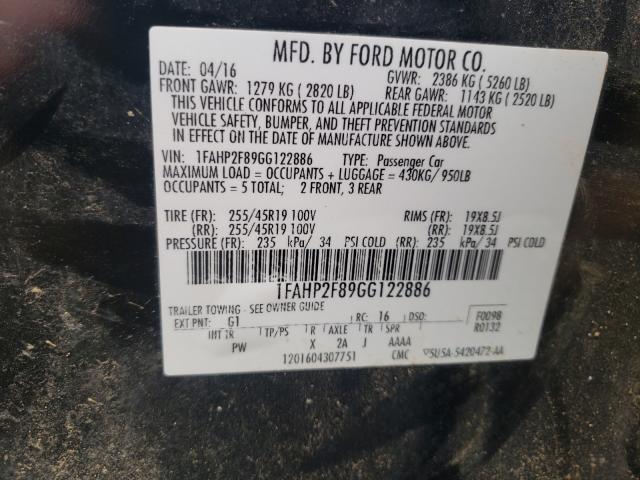 MFD. BY FORD MOTOR CO.
DATE: 04/16 GVWR: 2386 KG ( 5260 LB)
FRONT GAWR: 1279 KG ( 2820 LB) REAR GAWR: 1143 KG ( 2520 LB)
THIS VEHICLE CONFORMS TO ALL APPLICABLE FEDERAL MOTOR
VEHICLE SAFETY, BUMPER, AND THEFT PREVENTION STANDARDS
IN EFFECT ON THE DATE OF MANUFACTURE SHOWN ABOVE.
VIN: 1FAHP2F89GG122886 TYPE: Passenger Car
MAXIMUM LOAD = OCCUPANTS + LUGGAGE = 430KG/ 950LB
OCCUPANTS = 5 TOTAL; 2 FRONT, 3 REAR
TIRE (FR): 255/45R19 100V RIMS (FR): 19X8.5J
(RR): 255/45R19 100V (RR): 19X8.5J
PRESSURE (FR): 235 kPa/ 34 PSI COLD (RR): 235 kPa/ 34 PSI COLD
1FAHP2F89GG122886
TRAILER TOWING - SEE OWNER GUIDE
EXT PNT: G1 RC: 16 DSO: F0098
R0132
INT TR TP/PS R AXLE TR SPR
PW X 2A J AAAA
1201604307751 CMC 5U5A-5420472-AA